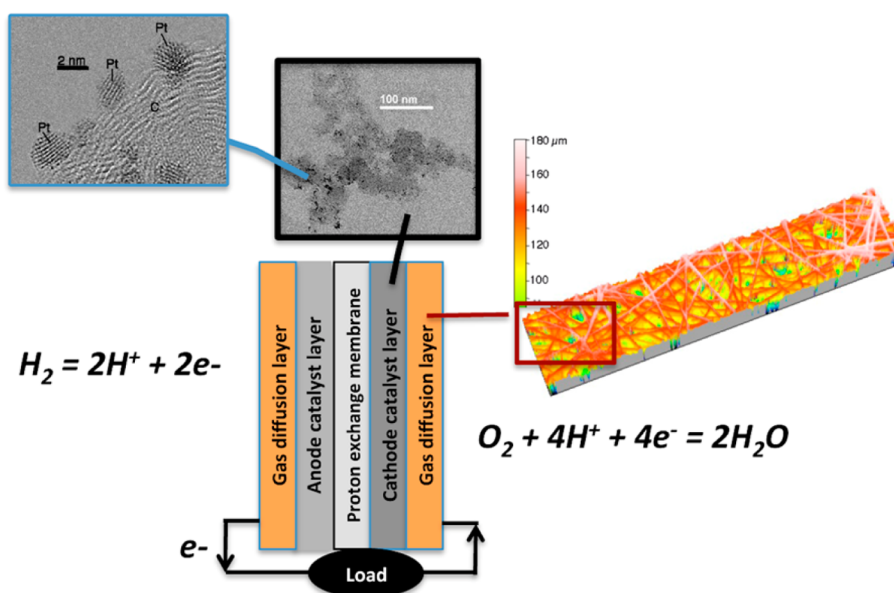 Pt
2 nm
Pt
C
Pt
100 nm
180 µm
160
140
120
100
Gas diffusion layer
Anode catalyst layer
Proton exchange membrane
Cathode catalyst layer
Gas diffusion layer
H₂ = 2H⁺ + 2e-
O₂ + 4H⁺ + 4e⁻ = 2H₂O
e-
Load